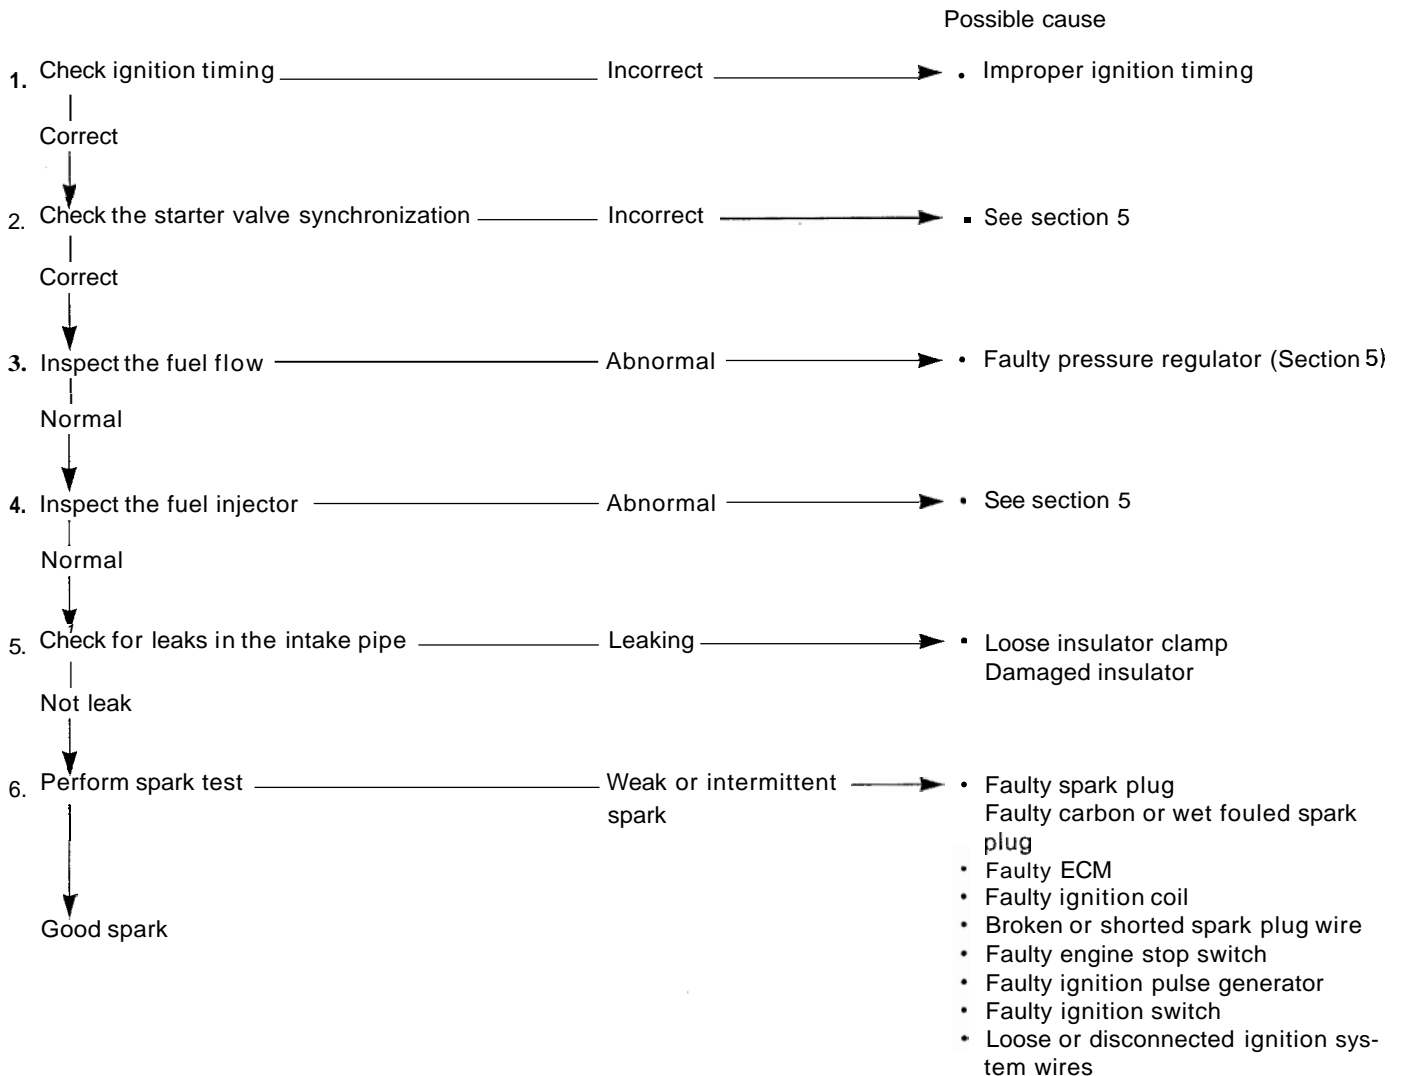 Possible cause
1. Check ignition timing Incorrect • Improper ignition timing
Correct
2. Check the starter valve synchronization Incorrect ▪ See section 5
Correct
3. Inspect the fuel flow Abnormal • Faulty pressure regulator (Section 5)
Normal
4. Inspect the fuel injector Abnormal • See section 5
Normal
5. Check for leaks in the intake pipe Leaking • Loose insulator clamp
Damaged insulator
Not leak
6. Perform spark test Weak or intermittent • Faulty spark plug
spark Faulty carbon or wet fouled spark
plug
• Faulty ECM
• Faulty ignition coil
Good spark • Broken or shorted spark plug wire
• Faulty engine stop switch
• Faulty ignition pulse generator
• Faulty ignition switch
• Loose or disconnected ignition sys-
tem wires